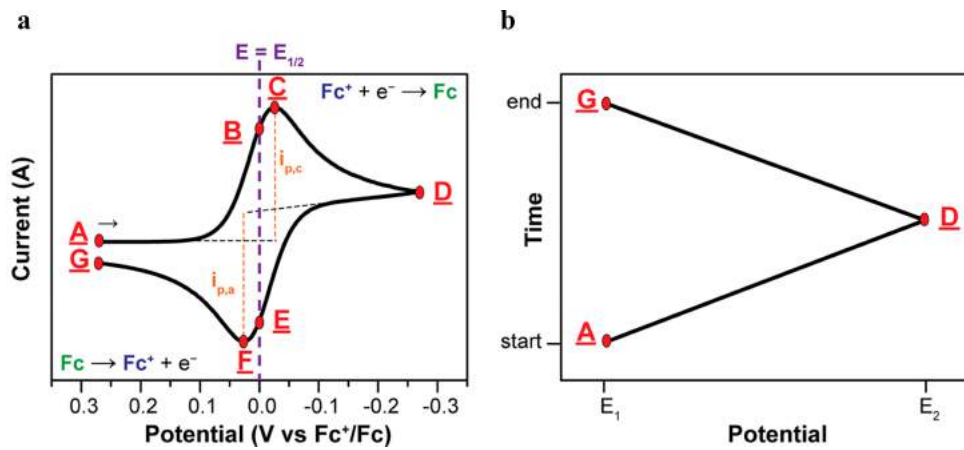 a
b
E = E1/2
C
Fc⁺ + e⁻ → Fc
B
ip,c
D
A →
G
ip,a
E
F
Fc → Fc⁺ + e⁻
Current (A)
0.3 0.2 0.1 0.0 -0.1 -0.2 -0.3
Potential (V vs Fc⁺/Fc)
end
G
D
A
start
Time
E1 E2
Potential